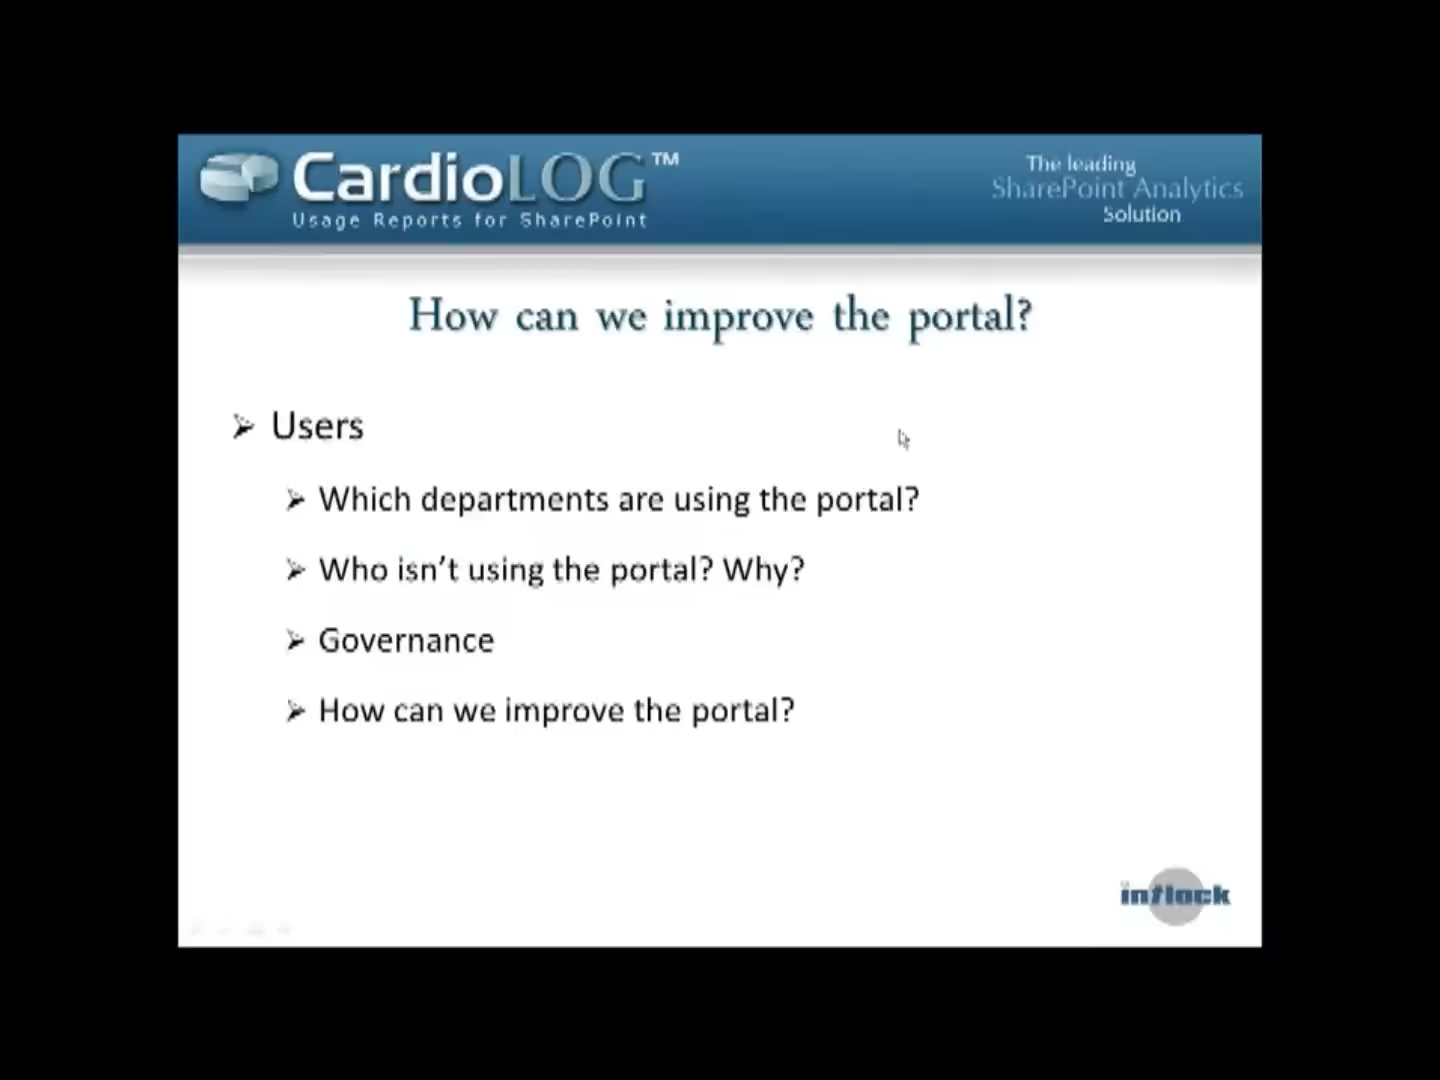 CardioLOG™
Usage Reports for SharePoint
The leading
SharePoint Analytics
Solution
How can we improve the portal?
Users
Which departments are using the portal?
Who isn't using the portal? Why?
Governance
How can we improve the portal?
intlock